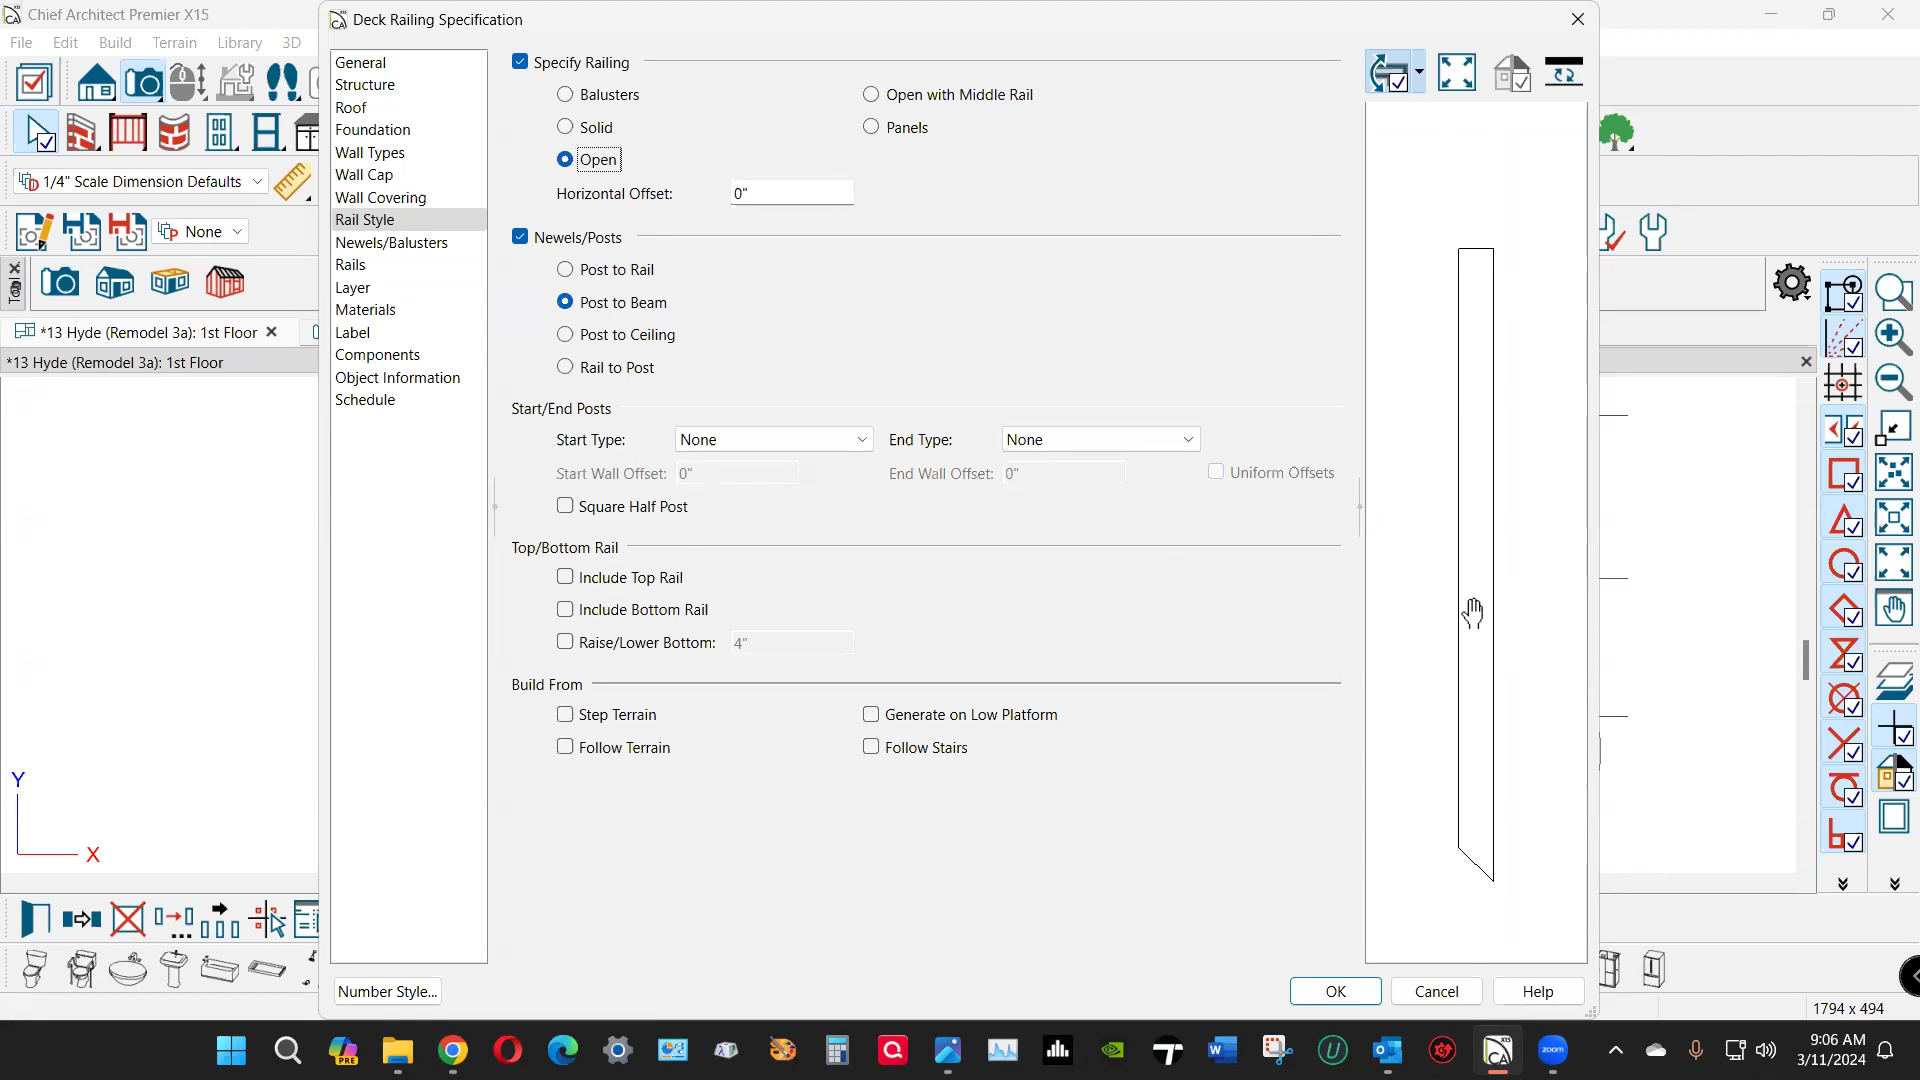 Chief Architect Premier X15
File Edit Build Terrain Library 3D
1/4" Scale Dimension Defaults
None
*13 Hyde (Remodel 3a): 1st Floor
*13 Hyde (Remodel 3a): 1st Floor
Y
X
Deck Railing Specification
General
Structure
Roof
Foundation
Wall Types
Wall Cap
Wall Covering
Rail Style
Newels/Balusters
Rails
Layer
Materials
Label
Components
Object Information
Schedule
Specify Railing
Balusters
Open with Middle Rail
Solid
Panels
Open
Horizontal Offset: 0"
Newels/Posts
Post to Rail
Post to Beam
Post to Ceiling
Rail to Post
Start/End Posts
Start Type: None End Type: None
Start Wall Offset: 0" End Wall Offset: 0" Uniform Offsets
Square Half Post
Top/Bottom Rail
Include Top Rail
Include Bottom Rail
Raise/Lower Bottom: 4"
Build From
Step Terrain
Generate on Low Platform
Follow Terrain
Follow Stairs
Number Style...
OK Cancel Help
1794 x 494
PRE
zoom
9:06 AM
3/11/2024